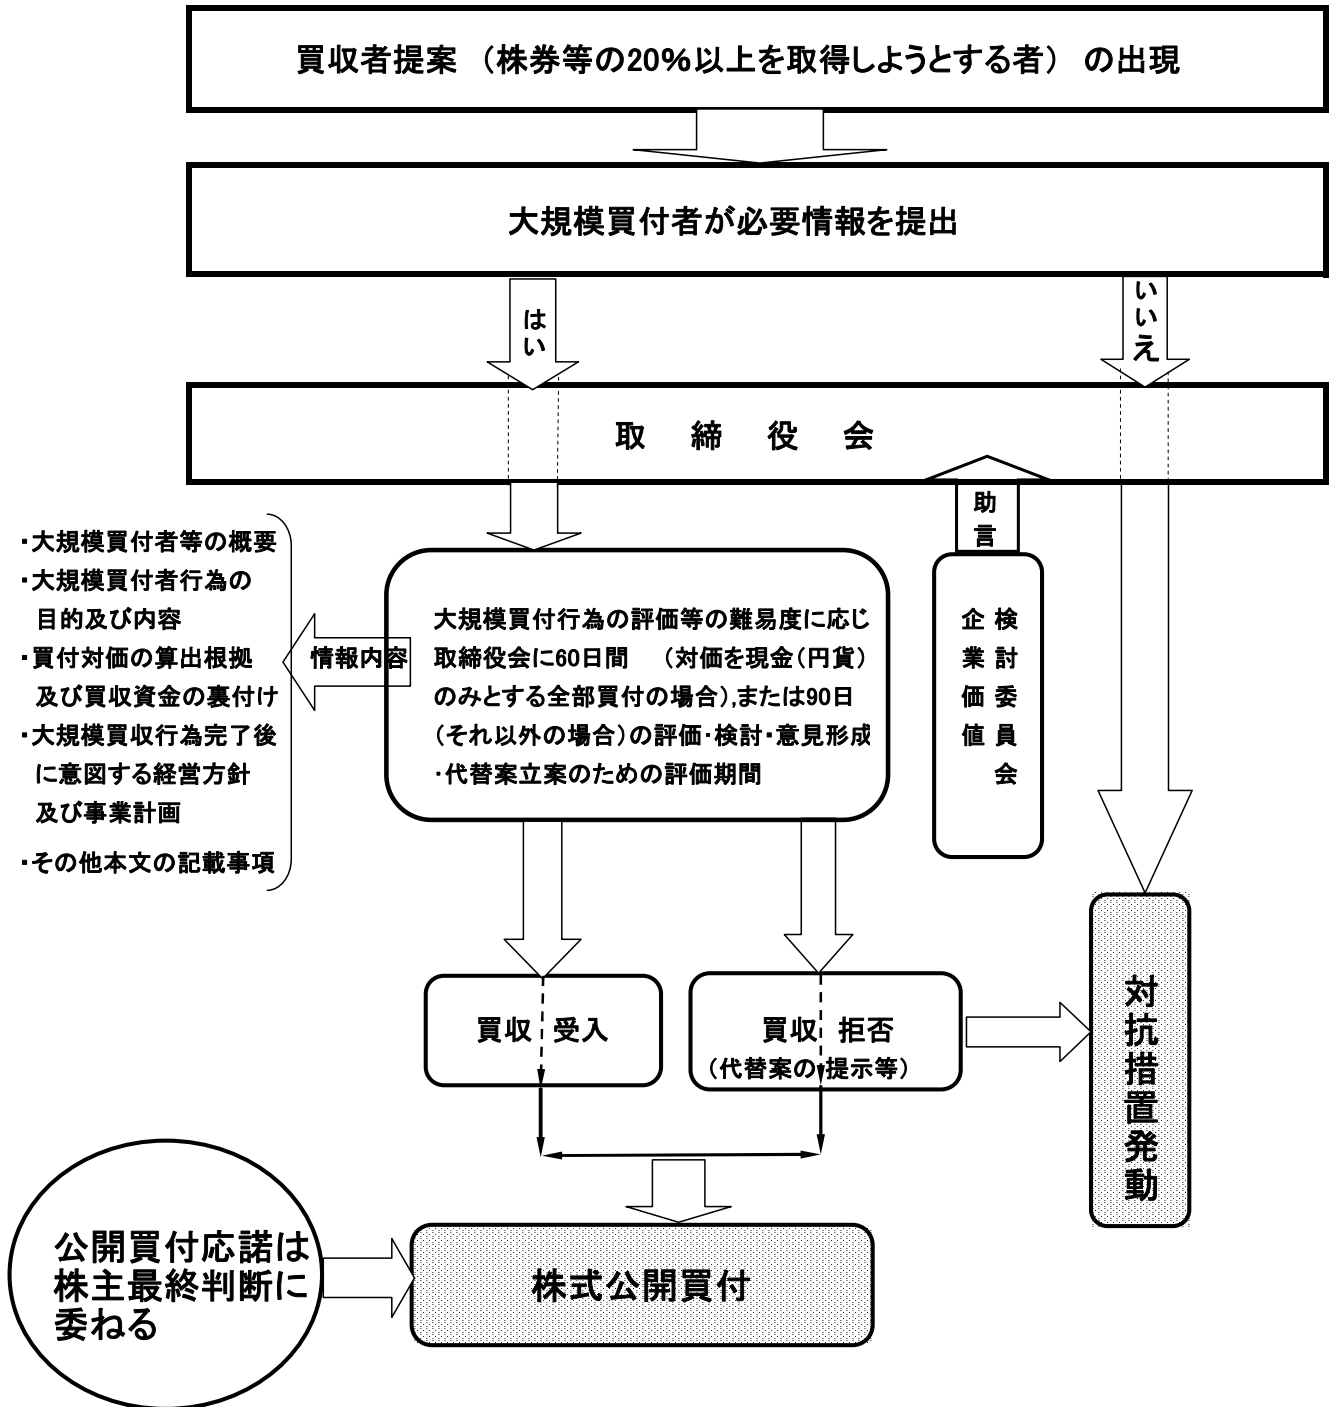 買収者提案 （株券等の20%以上を取得しようとする者） の出現
大規模買付者が必要情報を提出
はい
いいえ
取締役会
助言
企業価値
検討委員会
・大規模買付者等の概要
・大規模買付者行為の
目的及び内容
・買付対価の算出根拠
及び買収資金の裏付け
・大規模買収行為完了後
に意図する経営方針
及び事業計画
・その他本文の記載事項
情報内容
大規模買付行為の評価等の難易度に応じ
取締役会に60日間 （対価を現金（円貨）
のみとする全部買付の場合）,または90日
（それ以外の場合）の評価・検討・意見形成
・代替案立案のための評価期間
買収 受入
買収 拒否
（代替案の 提示等）
対抗措置発動
公開買付応諾は
株主最終判断に
委ねる
株式公開買付